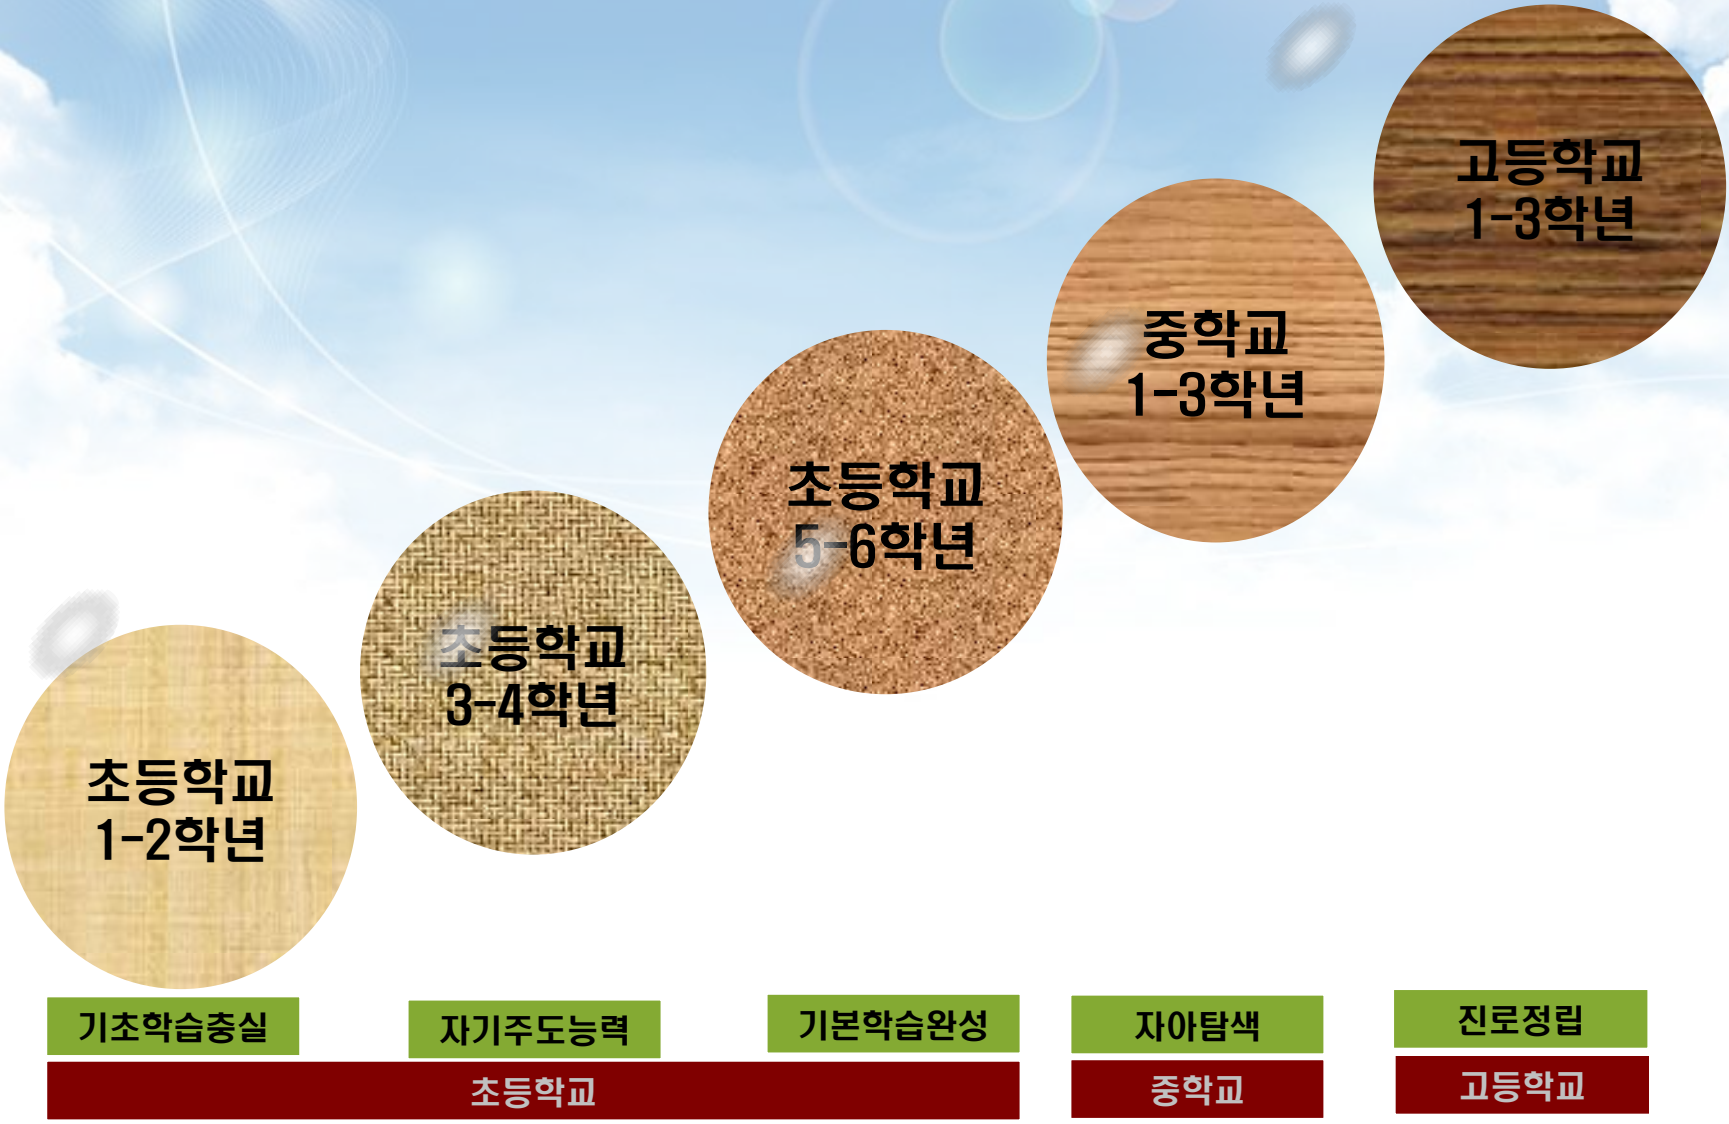 고등학교
1-3학년
중학교
1-3학년
초등학교
5-6학년
초등학교
3-4학년
초등학교
1-2학년
기초학습충실
자기주도능력
기본학습완성
자아탐색
진로정립
초등학교
중학교
고등학교